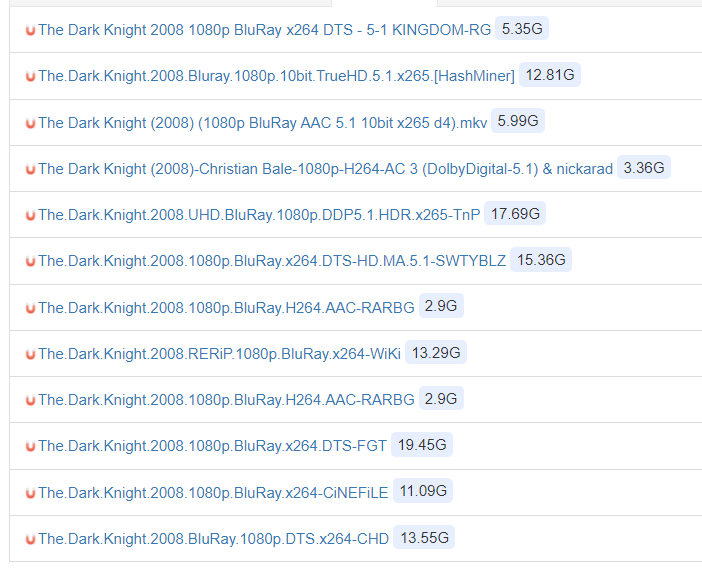 The Dark Knight 2008 1080p BluRay x264 DTS - 5-1 KINGDOM-RG 5.35G
The.Dark.Knight.2008.Bluray.1080p.10bit.TrueHD.5.1.x265.[HashMiner] 12.81G
The Dark Knight (2008) (1080p BluRay AAC 5.1 10bit x265 d4).mkv 5.99G
The Dark Knight (2008)-Christian Bale-1080p-H264-AC 3 (DolbyDigital-5.1) & nickarad 3.36G
The.Dark.Knight.2008.UHD.BluRay.1080p.DDP5.1.HDR.x265-TnP 17.69G
The.Dark.Knight.2008.1080p.BluRay.x264.DTS-HD.MA.5.1-SWTYBLZ 15.36G
The.Dark.Knight.2008.1080p.BluRay.H264.AAC-RARBG 2.9G
The.Dark.Knight.2008.RERiP.1080p.BluRay.x264-WiKi 13.29G
The.Dark.Knight.2008.1080p.BluRay.H264.AAC-RARBG 2.9G
The.Dark.Knight.2008.1080p.BluRay.x264.DTS-FGT 19.45G
The.Dark.Knight.2008.1080p.BluRay.x264-CiNEFiLE 11.09G
The.Dark.Knight.2008.BluRay.1080p.DTS.x264-CHD 13.55G